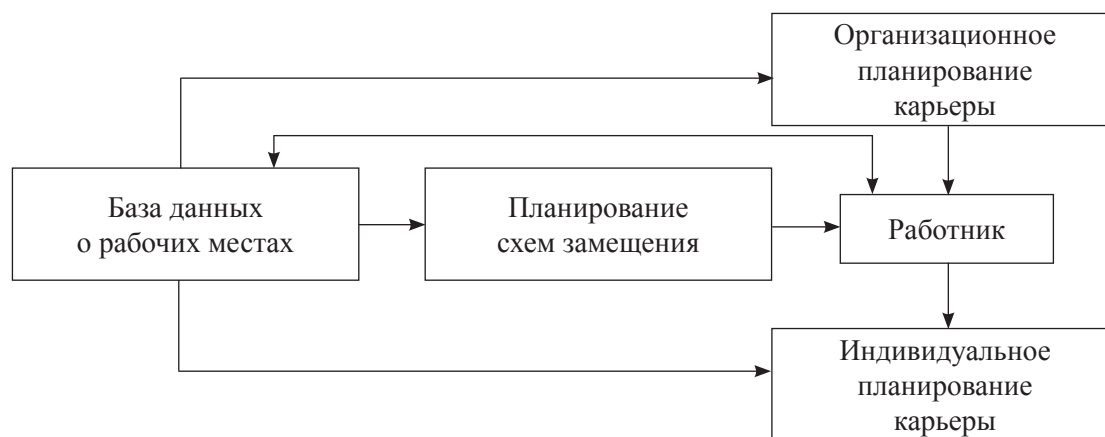 Организационное
планирование
карьеры
База данных
о рабочих местах
Планирование
схем замещения
Работник
Индивидуальное
планирование
карьеры